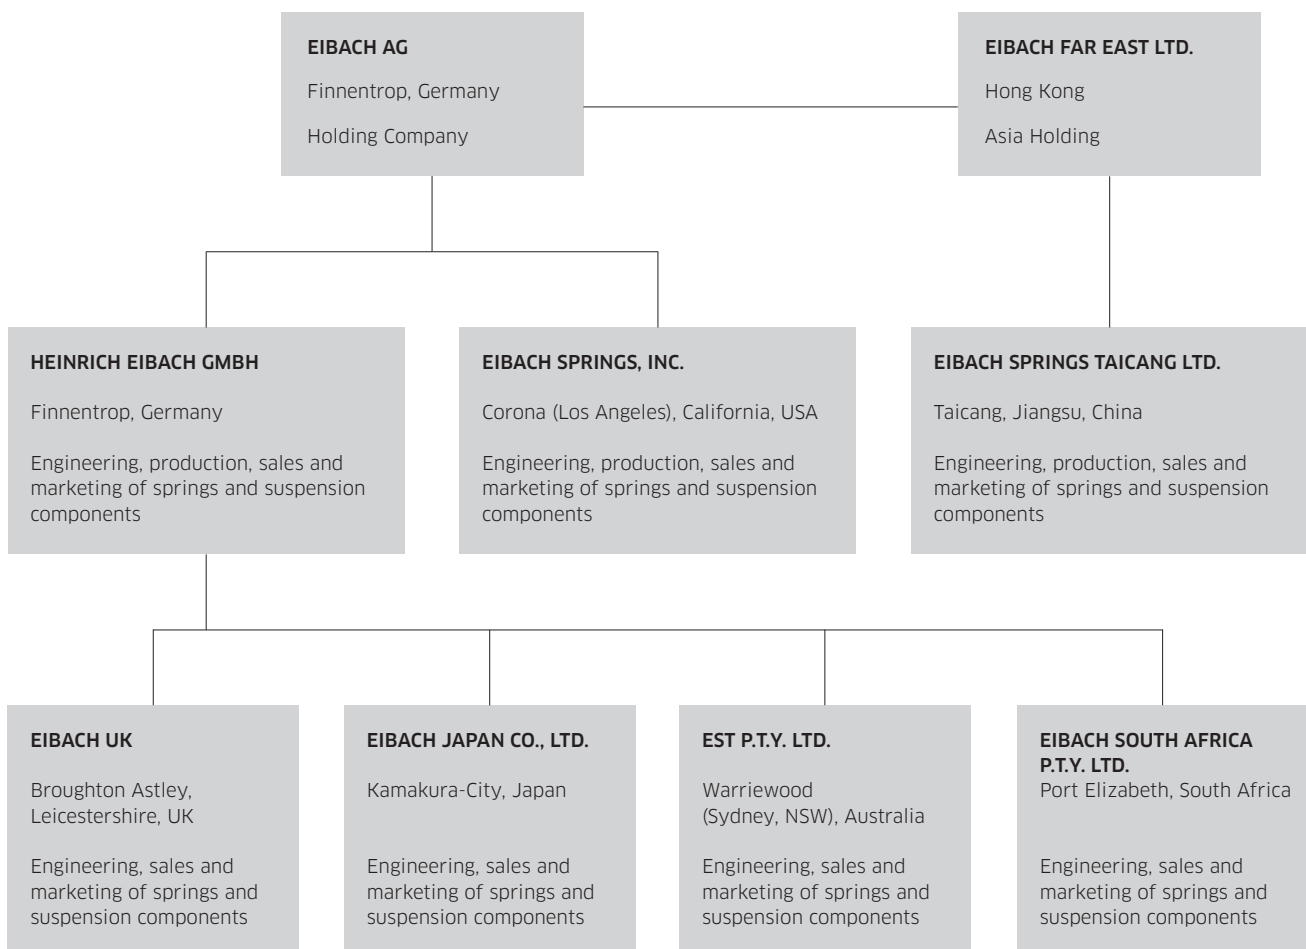 EIBACH AG
Finnentrop, Germany
Holding Company
EIBACH FAR EAST LTD.
Hong Kong
Asia Holding
HEINRICH EIBACH GMBH
Finnentrop, Germany
Engineering, production, sales and
marketing of springs and suspension
components
EIBACH SPRINGS, INC.
Corona (Los Angeles), California, USA
Engineering, production, sales and
marketing of springs and suspension
components
EIBACH SPRINGS TAICANG LTD.
Taicang, Jiangsu, China
Engineering, production, sales and
marketing of springs and suspension
components
EIBACH UK
Broughton Astley,
Leicestershire, UK
Engineering, sales and
marketing of springs and
suspension components
EIBACH JAPAN CO., LTD.
Kamakura-City, Japan
Engineering, sales and
marketing of springs and
suspension components
EST P.T.Y. LTD.
Warriewood
(Sydney, NSW), Australia
Engineering, sales and
marketing of springs and
suspension components
EIBACH SOUTH AFRICA
P.T.Y. LTD.
Port Elizabeth, South Africa
Engineering, sales and
marketing of springs and
suspension components